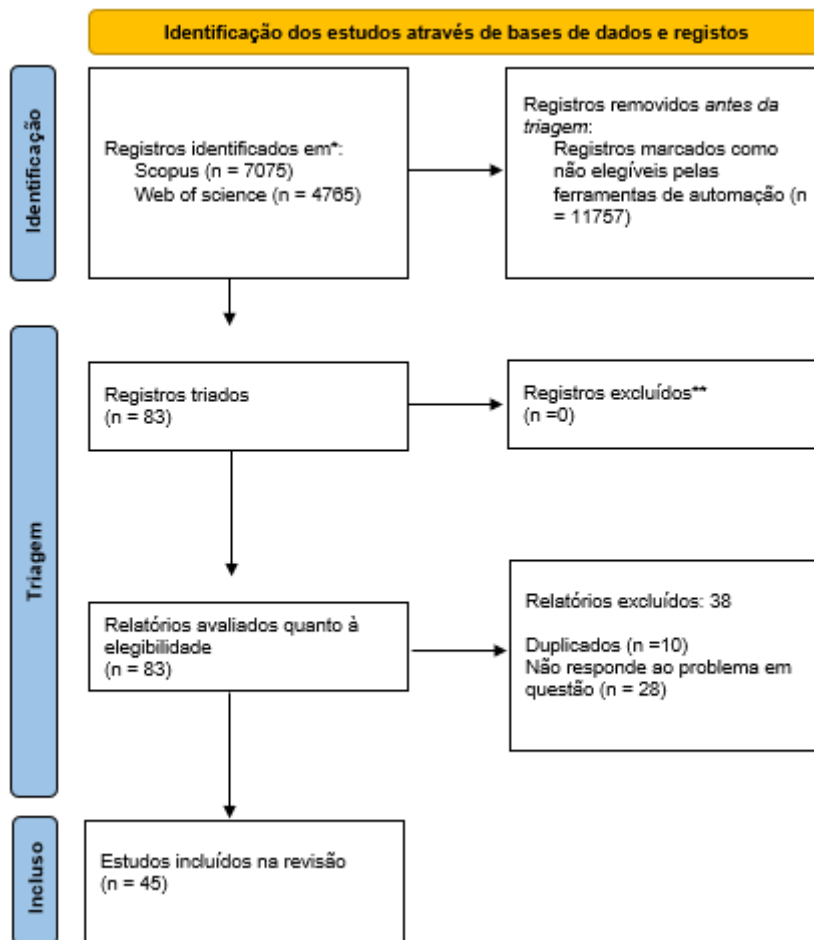 Identificação dos estudos através de bases de dados e registos
Identificação
Registros identificados em*:
Scopus (n = 7075)
Web of science (n = 4765)
Registros removidos antes da
triagem:
Registros marcados como
não elegíveis pelas
ferramentas de automação (n
= 11757)
Triagem
Registros triados
(n = 83)
Registros excluídos**
(n =0)
Relatórios avaliados quanto à
elegibilidade
(n = 83)
Relatórios excluídos: 38
Duplicados (n =10)
Não responde ao problema em
questão (n = 28)
Incluso
Estudos incluídos na revisão
(n = 45)